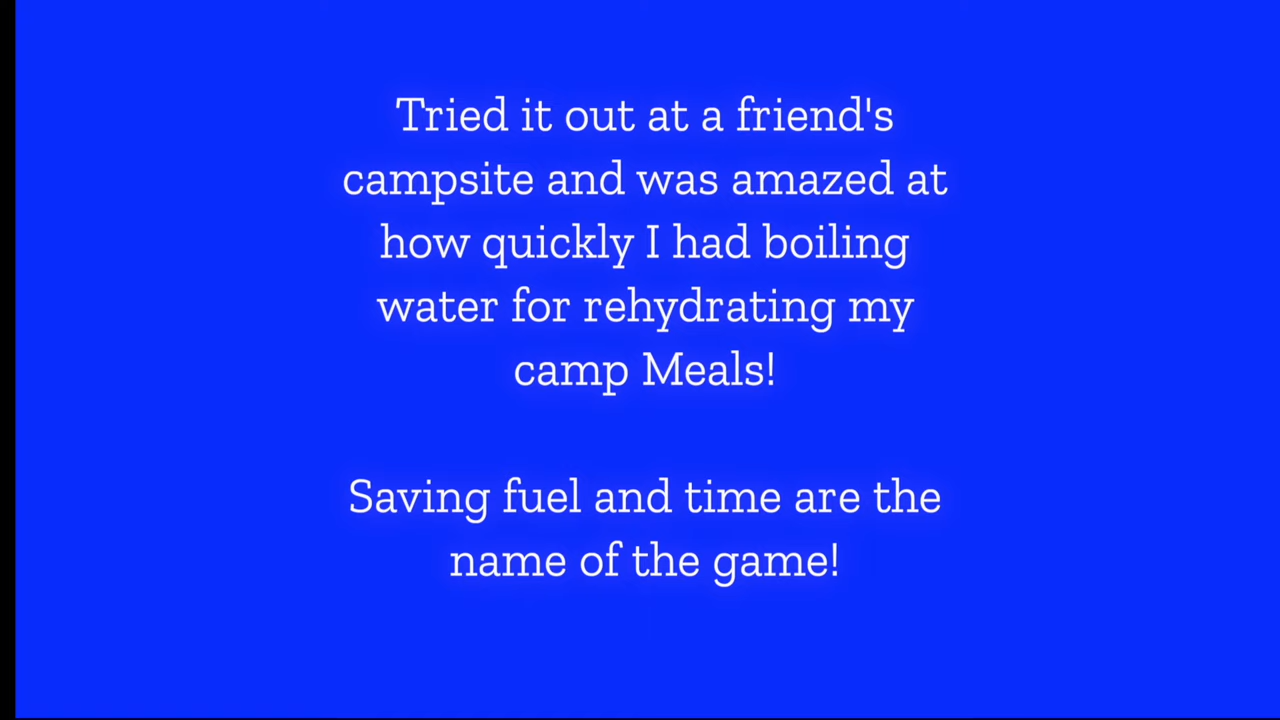 Tried it out at a friend's
campsite and was amazed at
how quickly I had boiling
water for rehydrating my
camp Meals!
Saving fuel and time are the
name of the game!